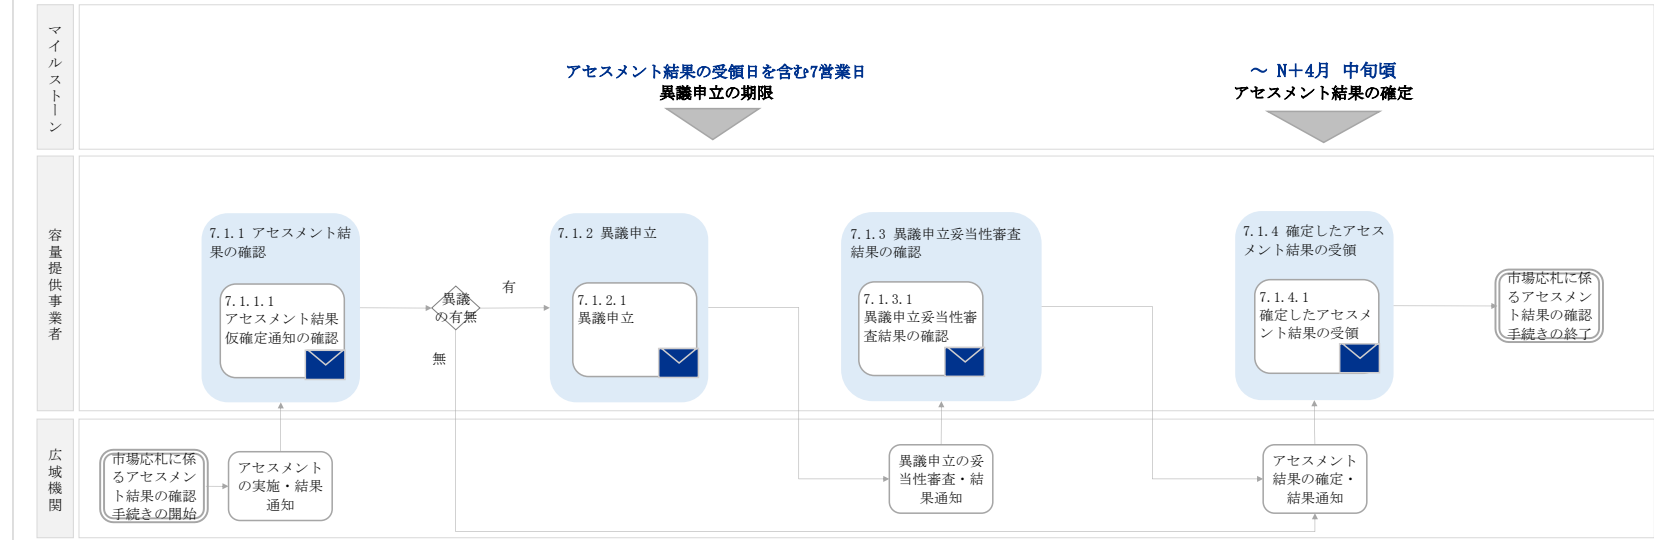 マイルストーン
アセスメント結果の受領日を含む7営業日
異議申立の期限
～ N＋4月 中旬頃
アセスメント結果の確定
容量提供事業者
7.1.1 アセスメント結
果の確認
7.1.1.1
アセスメント結果
仮確定通知の確認
異議
の有無
有
無
7.1.2 異議申立
7.1.2.1
異議申立
7.1.3 異議申立妥当性審査
結果の確認
7.1.3.1
異議申立妥当性審
査結果の確認
7.1.4 確定したアセス
メント結果の受領
7.1.4.1
確定したアセスメ
ント結果の受領
市場応札に係
るアセスメン
ト結果の確認
手続きの終了
広域機関
市場応札に係
るアセスメン
ト結果の確認
手続きの開始
アセスメント
の実施・結果
通知
異議申立の妥
当性審査・結
果通知
アセスメント
結果の確定・
結果通知